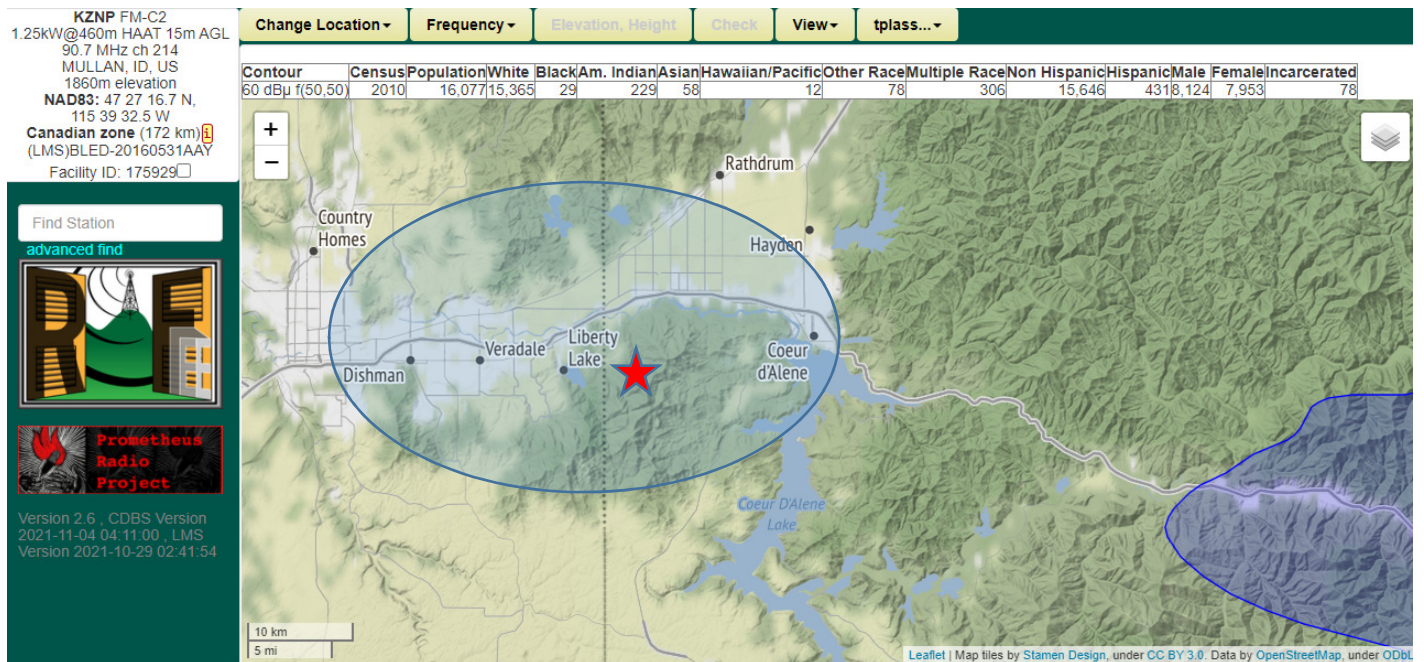 KZNP FM-C2
1.25kW@460m HAAT 15m AGL
90.7 MHz ch 214
MULLAN, ID, US
1860m elevation
NAD83: 47 27 16.7 N,
115 39 32.5 W
Canadian zone (172 km) i
(LMS)BLED-20160531AAY
Facility ID: 175929
Change Location Frequency Elevation, Height Check View tplass...
Contour Census Population White Black Am. Indian Asian Hawaiian/Pacific Other Race Multiple Race Non Hispanic Hispanic Male Female Incarcerated
60 dBµ f(50,50) 2010 16,077 15,365 29 229 58 12 78 306 15,646 431 8,124 7,953 78
+
−
Find Station
advanced find
RF
Prometheus
Radio
Project
Version 2.6 , CDBS Version
2021-11-04 04:11:00 , LMS
Version 2021-10-29 02:41:54
Rathdrum
Country
Homes
Hayden
Liberty
Lake
Veradale
Dishman
Coeur
d'Alene
Coeur D'Alene
Lake
10 km
5 mi
Leaflet | Map tiles by Stamen Design, under CC BY 3.0. Data by OpenStreetMap, under ODbL